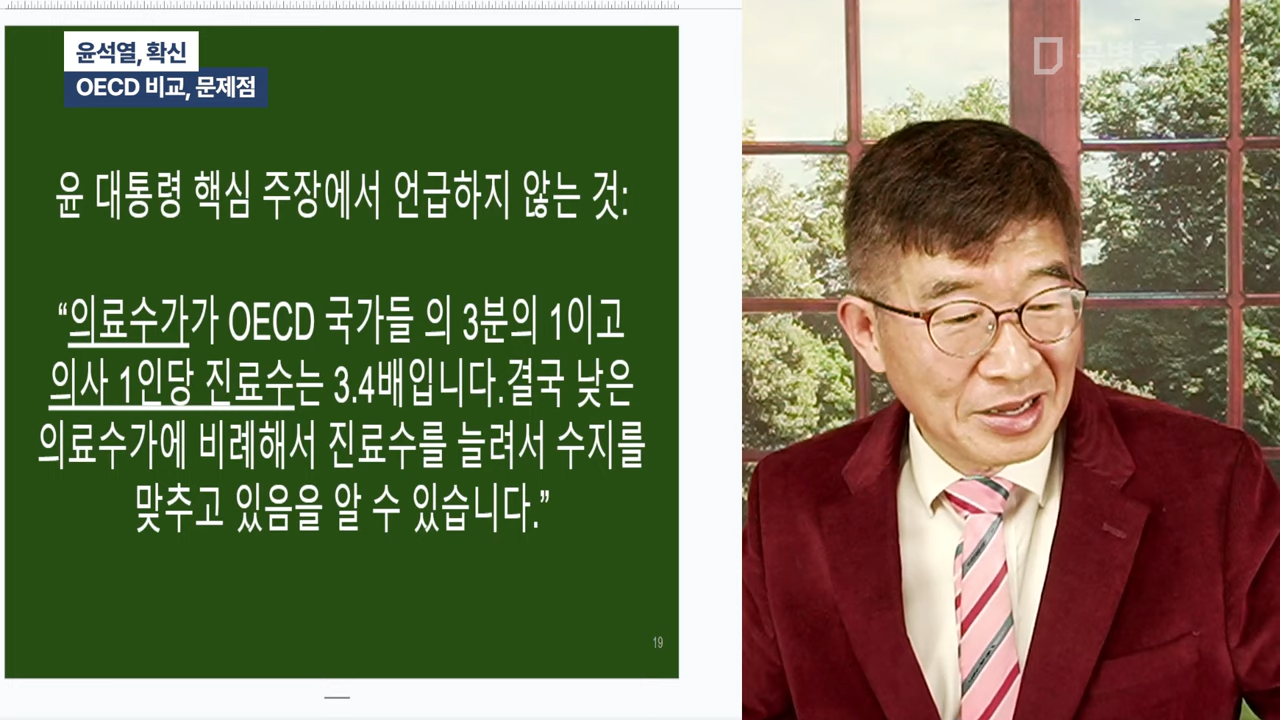 윤석열, 확신
OECD 비교, 문제점
윤 대통령 핵심 주장에서 언급하지 않는 것:
“의료수가가 OECD 국가들 의 3분의 1이고
의사 1인당 진료수는 3.4배입니다.결국 낮은
의료수가에 비례해서 진료수를 늘려서 수지를
맞추고 있음을 알 수 있습니다.”
19